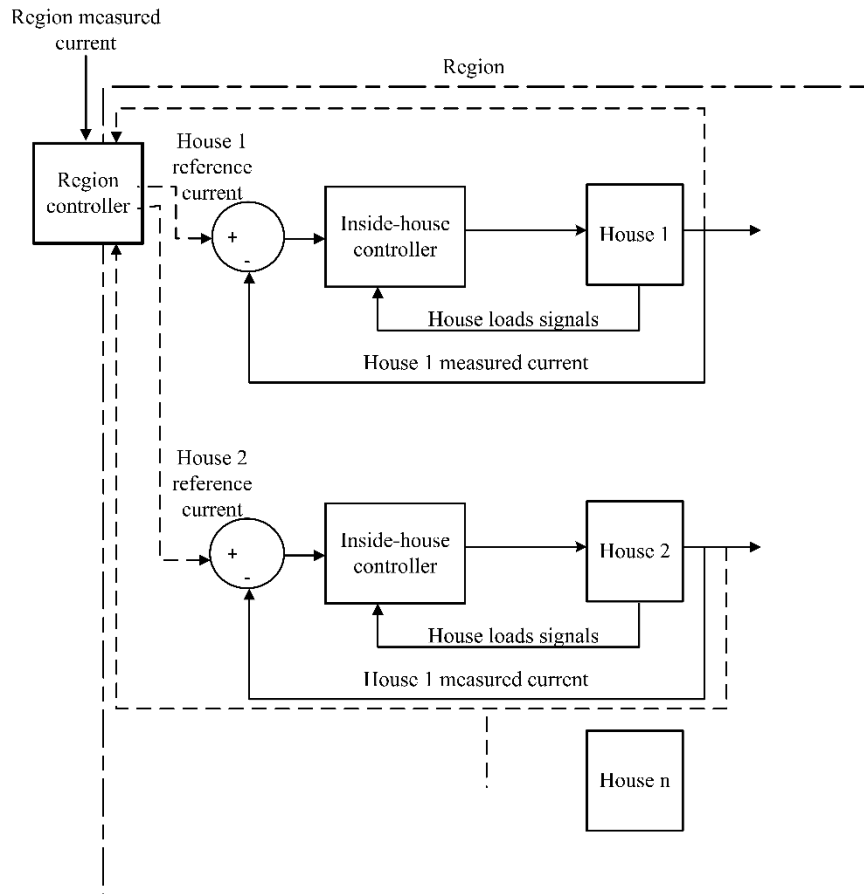 Region measured
current
Region
House 1
reference
current
Region
controller
+
-
Inside-house
controller
House 1
House loads signals
House 1 measured current
House 2
reference
current
+
-
Inside-house
controller
House 2
House loads signals
House 1 measured current
House n